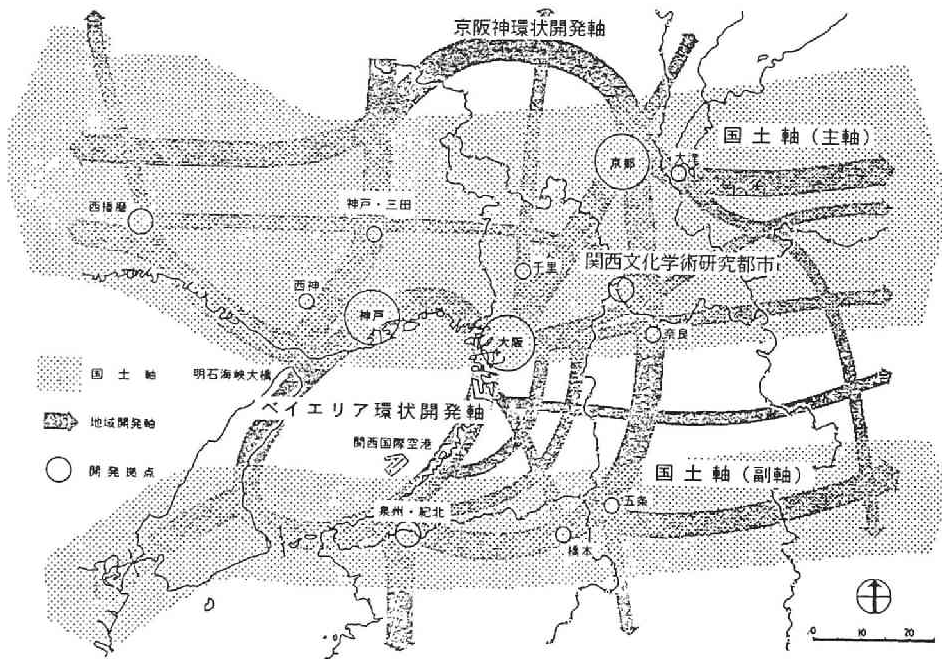 京阪神環状開発軸
国土軸（主軸）
京都
大津
西播磨
神戸・三田
千里
関西文化学術研究都市
西神
神戸
大阪
奈良
国土軸
明石海峡大橋
ベイエリア環状開発軸
地域開発軸
関西国際空港
開発拠点
国土軸（副軸）
泉州・紀北
五条
橋本
0 10 20